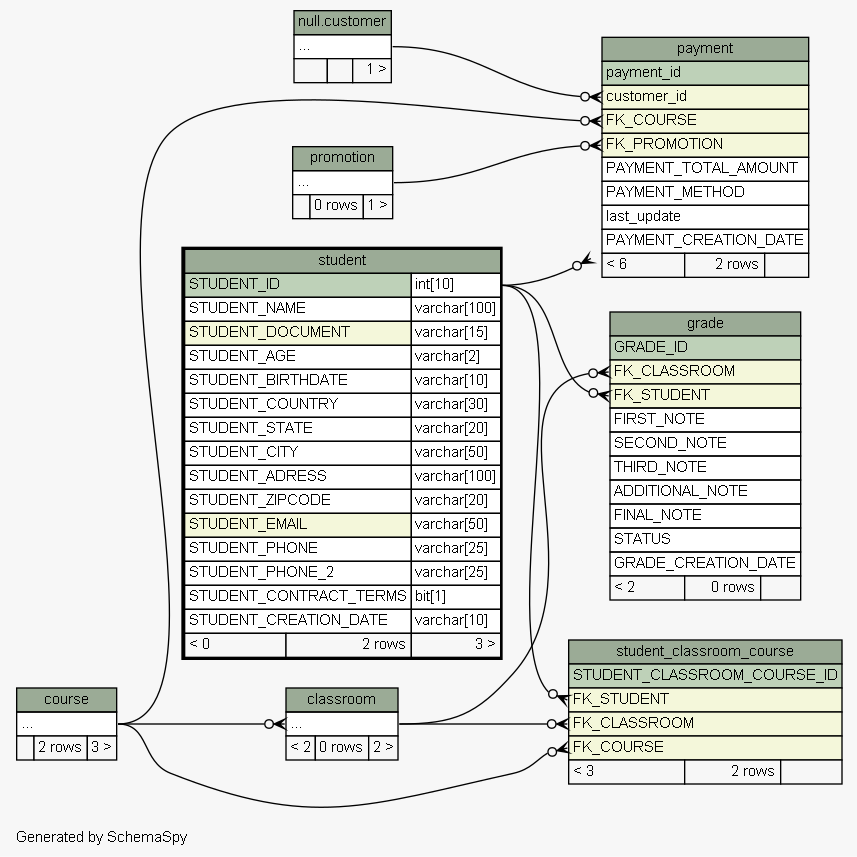 null.customer
...
1 >
payment
payment_id
customer_id
FK_COURSE
FK_PROMOTION
PAYMENT_TOTAL_AMOUNT
PAYMENT_METHOD
last_update
PAYMENT_CREATION_DATE
< 6 2 rows
promotion
...
0 rows 1 >
student
STUDENT_ID int[10]
STUDENT_NAME varchar[100]
STUDENT_DOCUMENT varchar[15]
STUDENT_AGE varchar[2]
STUDENT_BIRTHDATE varchar[10]
STUDENT_COUNTRY varchar[30]
STUDENT_STATE varchar[20]
STUDENT_CITY varchar[50]
STUDENT_ADRESS varchar[100]
STUDENT_ZIPCODE varchar[20]
STUDENT_EMAIL varchar[50]
STUDENT_PHONE varchar[25]
STUDENT_PHONE_2 varchar[25]
STUDENT_CONTRACT_TERMS bit[1]
STUDENT_CREATION_DATE varchar[10]
< 0 2 rows 3 >
grade
GRADE_ID
FK_CLASSROOM
FK_STUDENT
FIRST_NOTE
SECOND_NOTE
THIRD_NOTE
ADDITIONAL_NOTE
FINAL_NOTE
STATUS
GRADE_CREATION_DATE
< 2 0 rows
student_classroom_course
STUDENT_CLASSROOM_COURSE_ID
FK_STUDENT
FK_CLASSROOM
FK_COURSE
< 3 2 rows
course
...
2 rows 3 >
classroom
...
< 2 0 rows 2 >
Generated by SchemaSpy